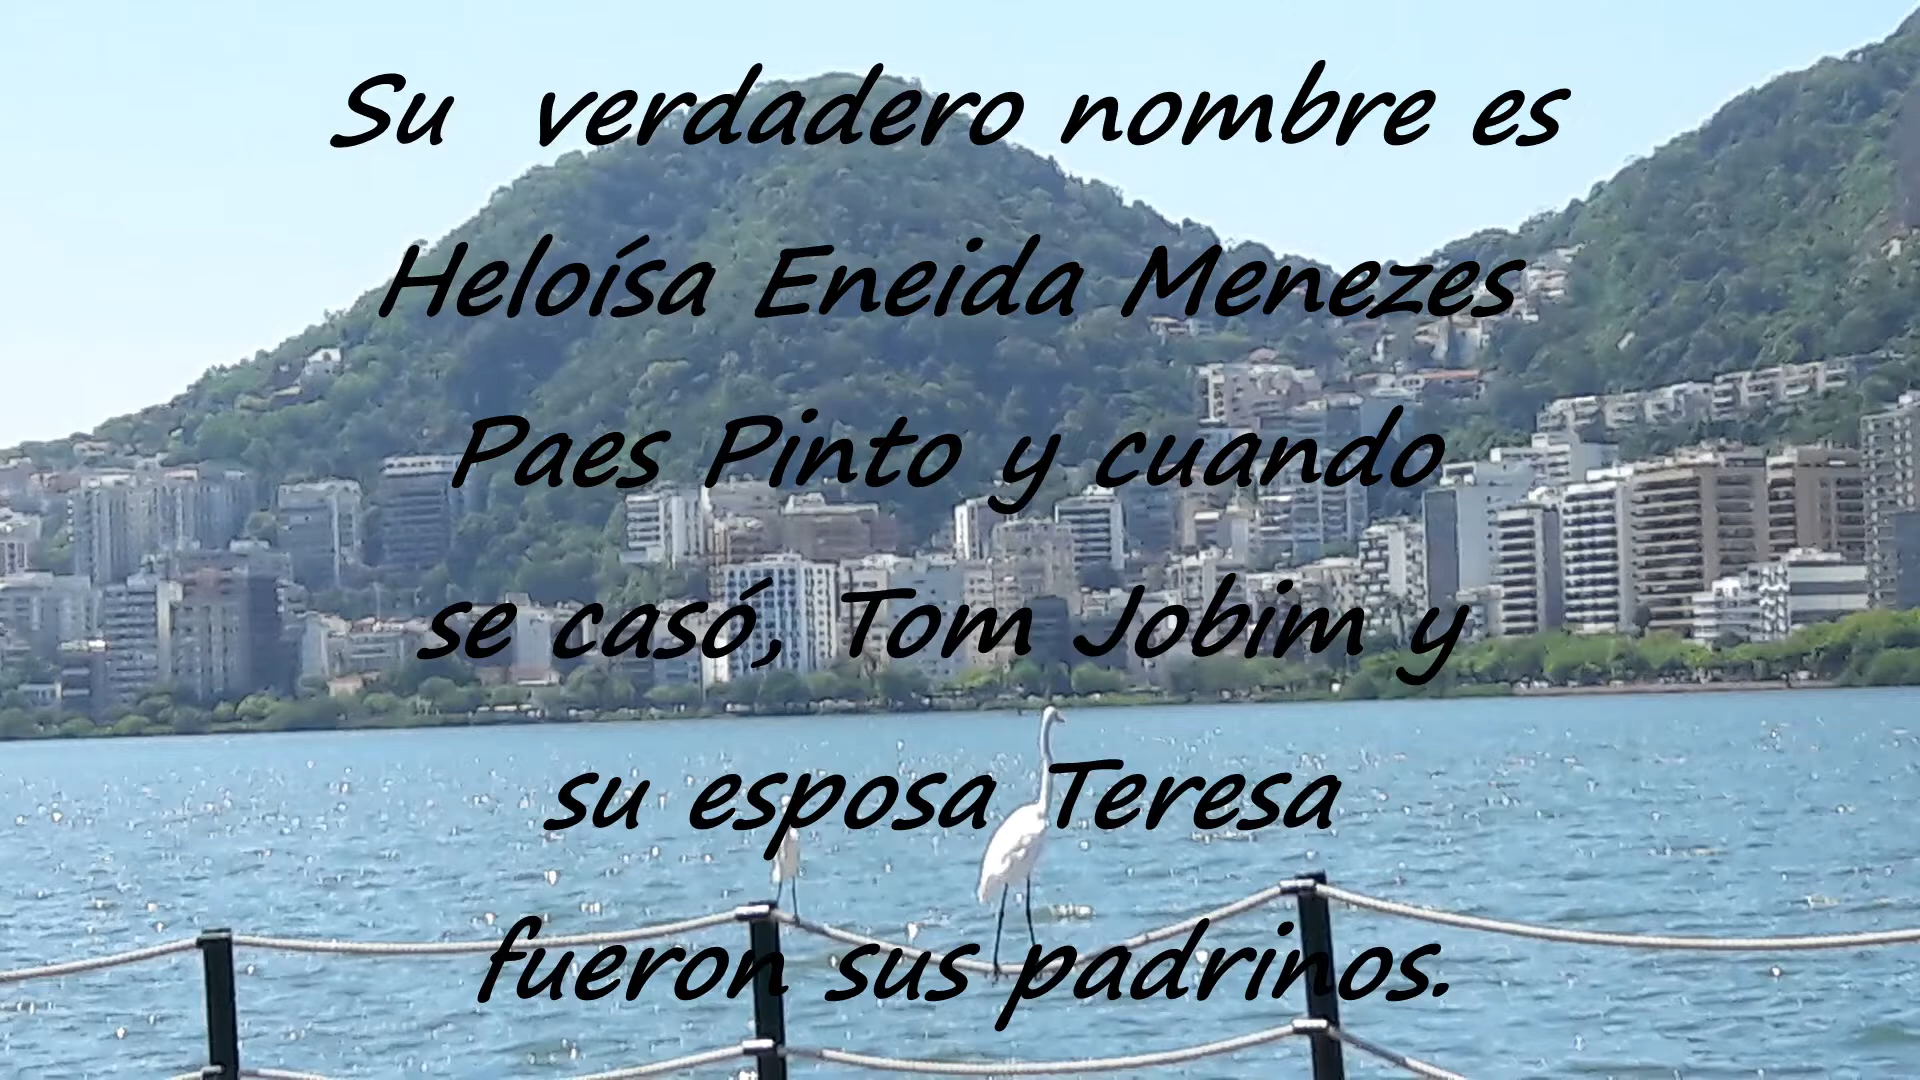 Su  verdadero nombre es
Heloísa Eneida Menezes
Paes Pinto y cuando
se casó, Tom Jobim y
su esposa Teresa
fueron sus padrinos.